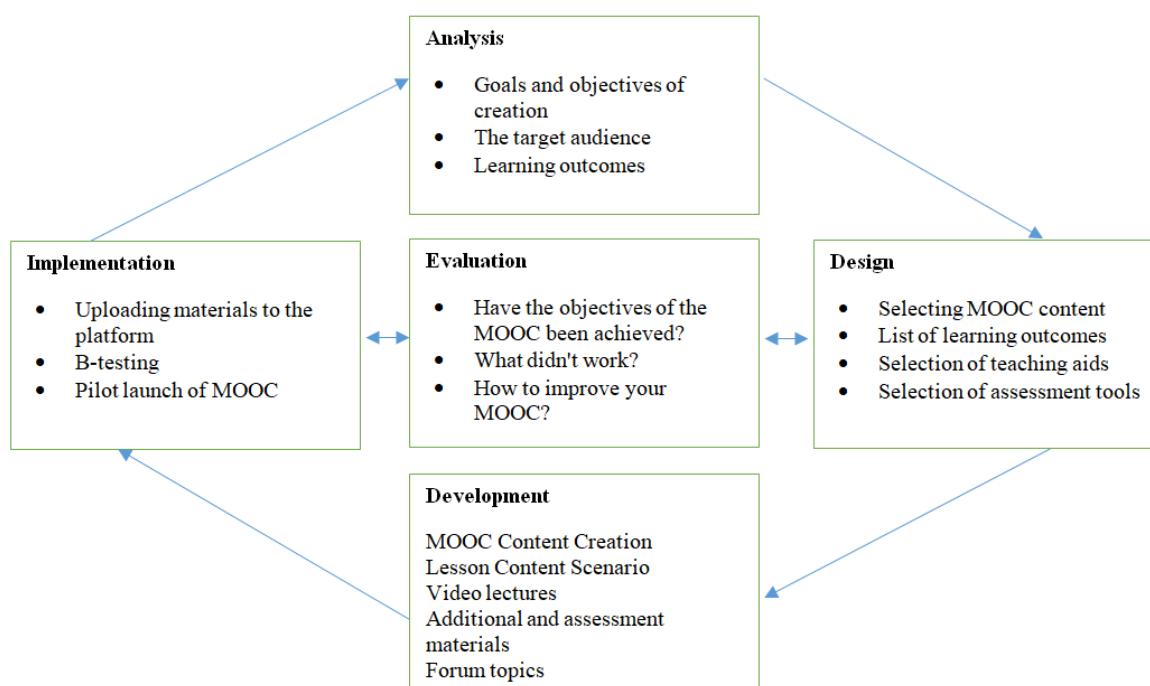 Analysis
• Goals and objectives of
creation
• The target audience
• Learning outcomes
Implementation
• Uploading materials to the
platform
• B-testing
• Pilot launch of MOOC
Evaluation
• Have the objectives of the
MOOC been achieved?
• What didn't work?
• How to improve your
MOOC?
Design
• Selecting MOOC content
• List of learning outcomes
• Selection of teaching aids
• Selection of assessment tools
Development
MOOC Content Creation
Lesson Content Scenario
Video lectures
Additional and assessment
materials
Forum topics